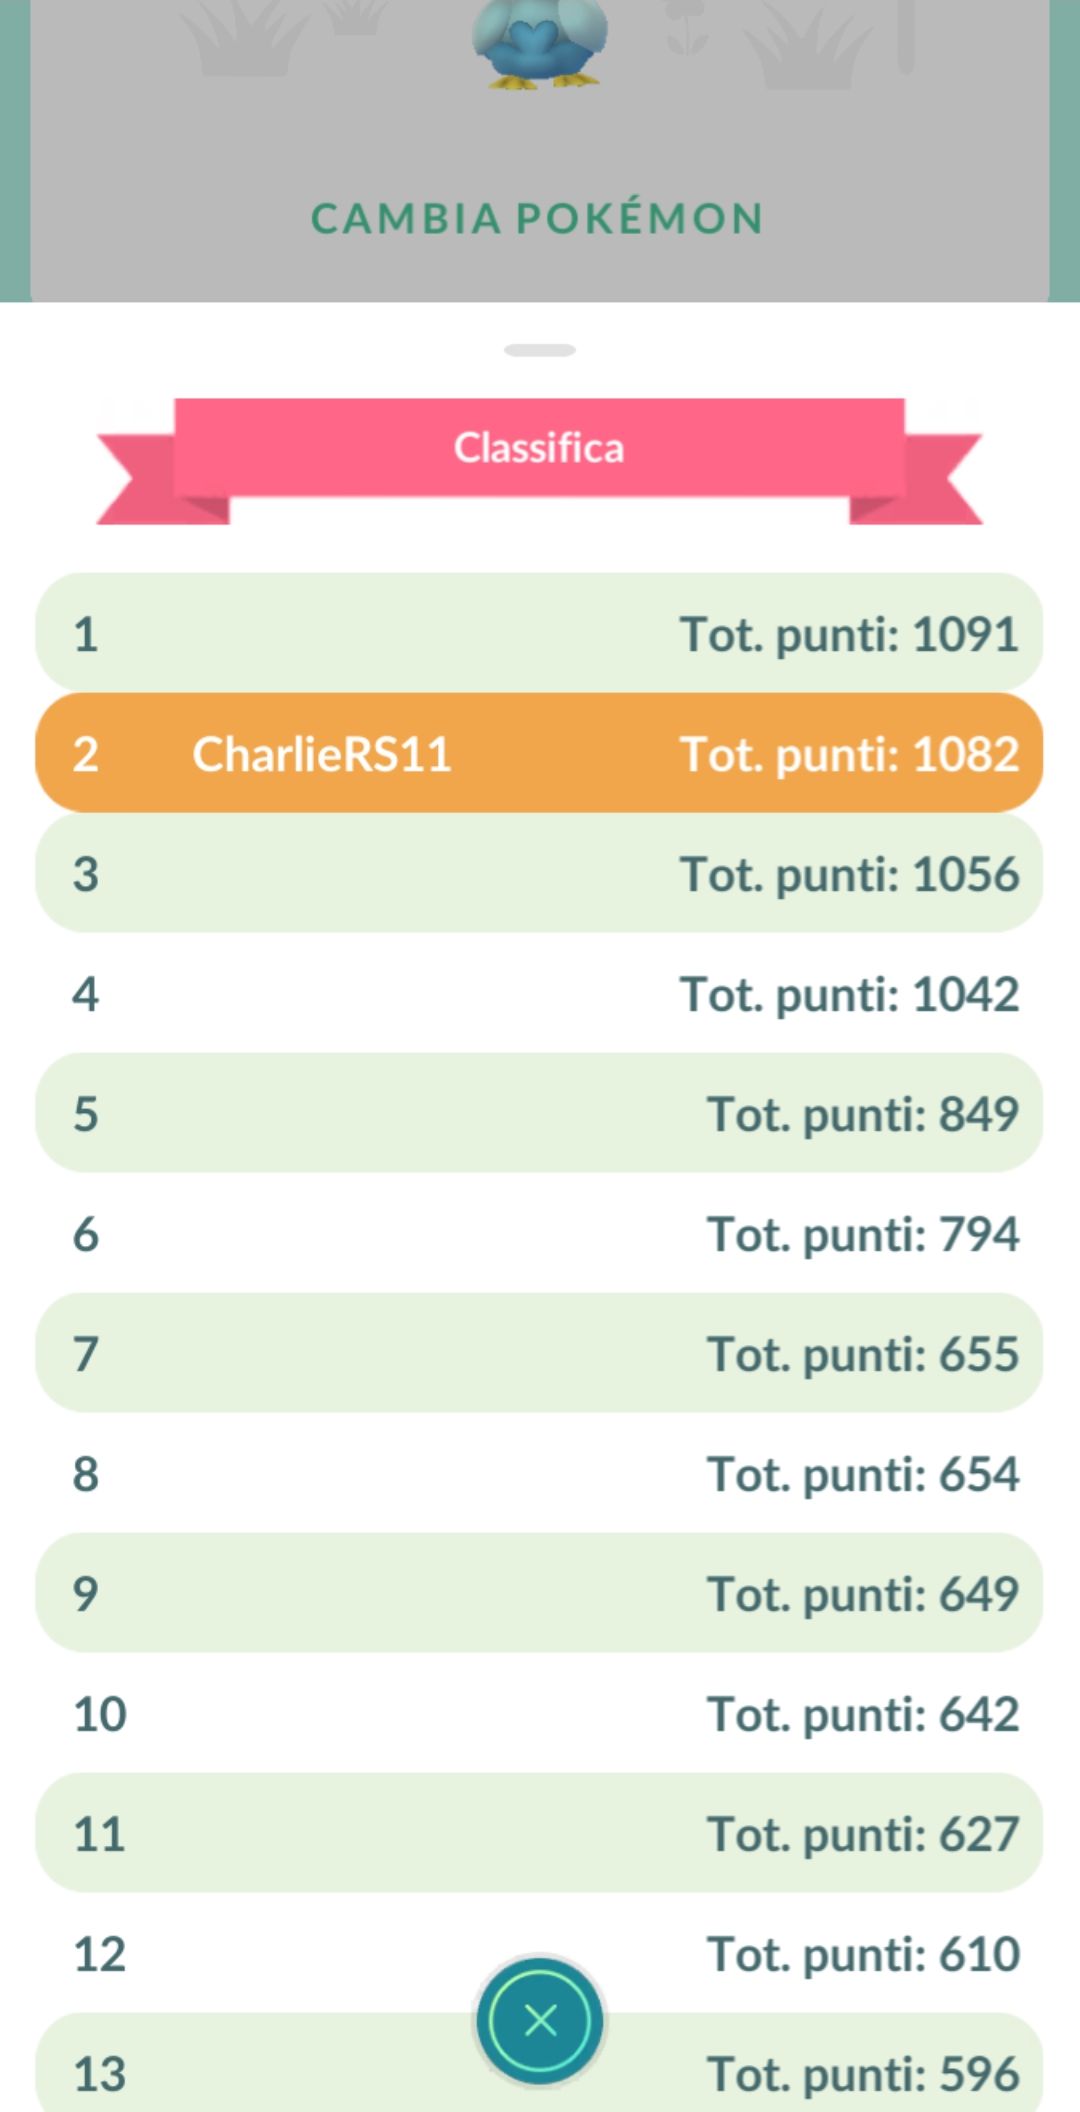 CAMBIA POKÉMON
Classifica
1 Tot. punti: 1091
2 CharlieRS11 Tot. punti: 1082
3 Tot. punti: 1056
4 Tot. punti: 1042
5 Tot. punti: 849
6 Tot. punti: 794
7 Tot. punti: 655
8 Tot. punti: 654
9 Tot. punti: 649
10 Tot. punti: 642
11 Tot. punti: 627
12 Tot. punti: 610
13 Tot. punti: 596